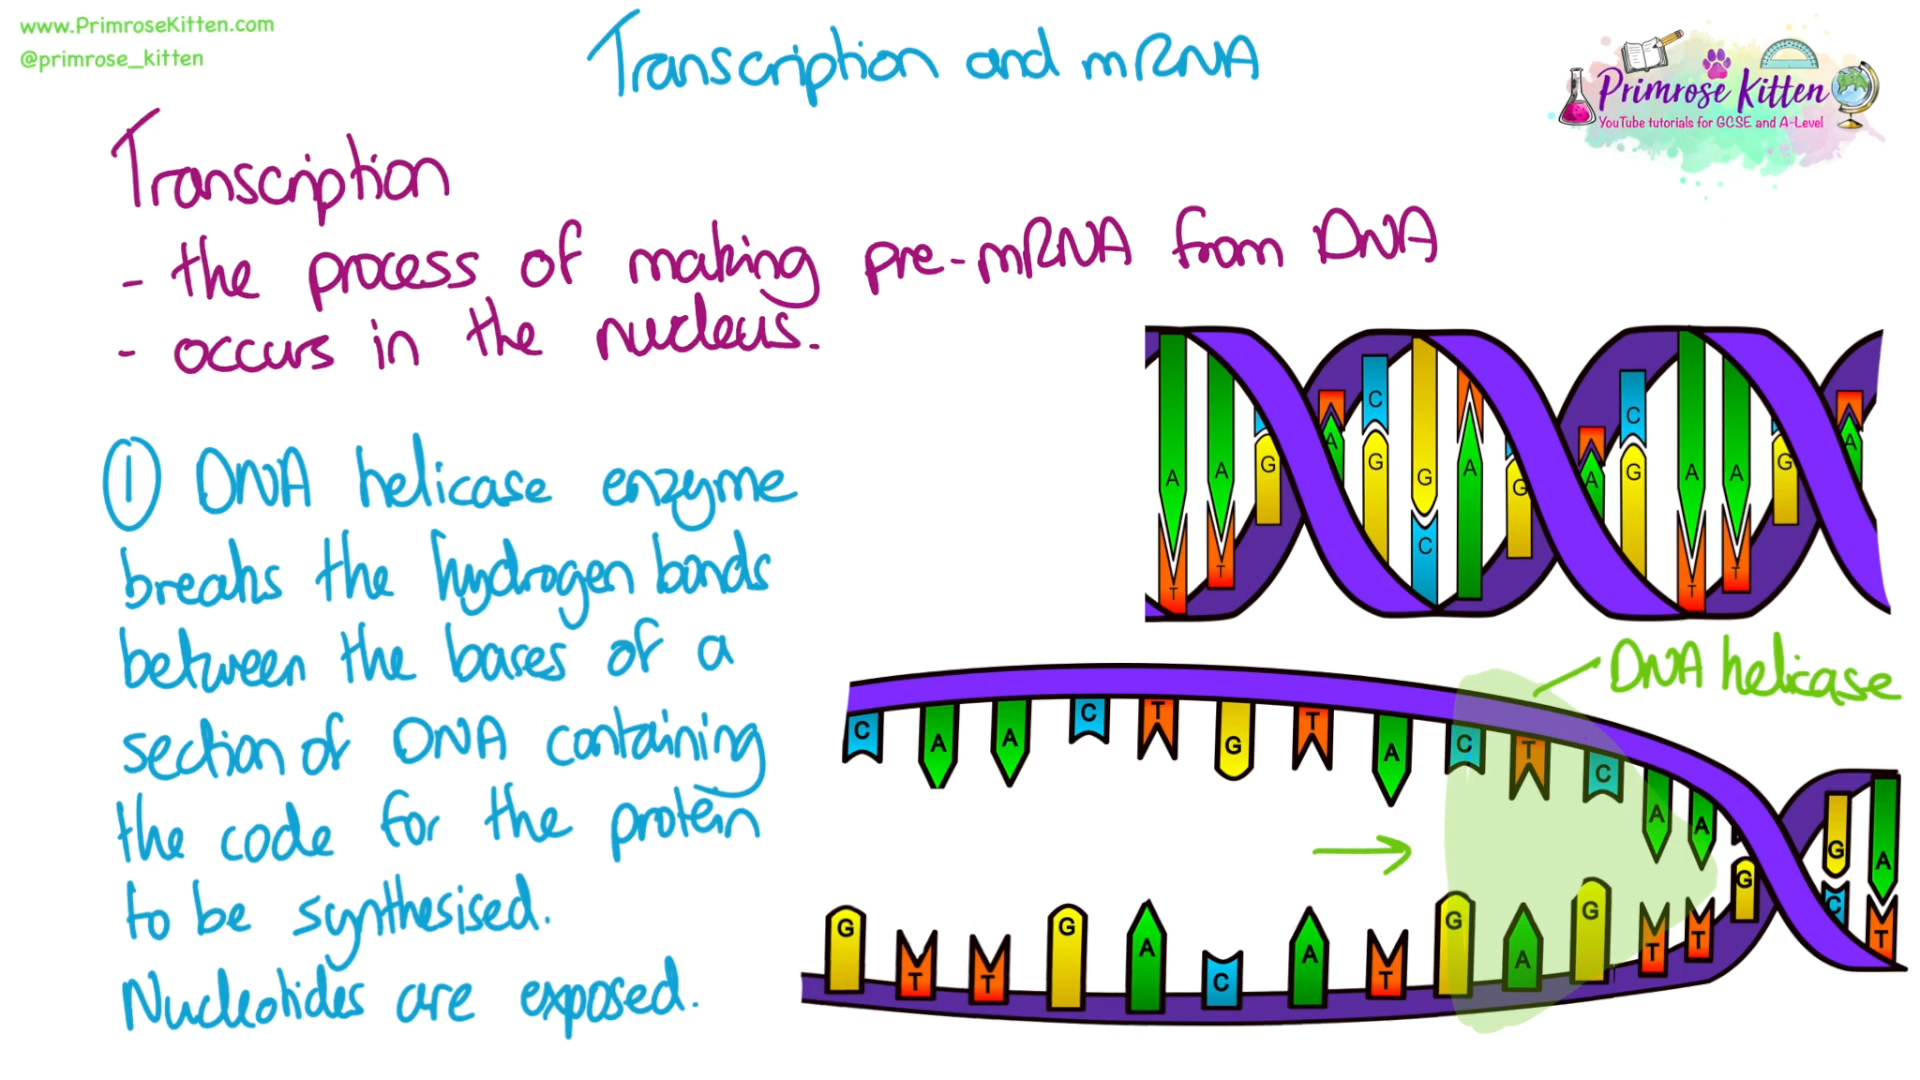 www.PrimroseKitten.com
@primrose_kitten
Transcription and mRNA
Primrose Kitten
YouTube tutorials for GCSE and A-Level
Transcription
- the process of making pre-mRNA from DNA
- occurs in the nucleus.
① DNA helicase enzyme
breaks the hydrogen bonds
between the bases of a
section of DNA containing
the code for the protein
to be synthesised.
Nucleotides are exposed.
A A G A C G G A G A C G A A G A
T T C T T
DNA helicase
C A A C T G T A C T C A A G A
G T T G A C A T G A G T T G C T